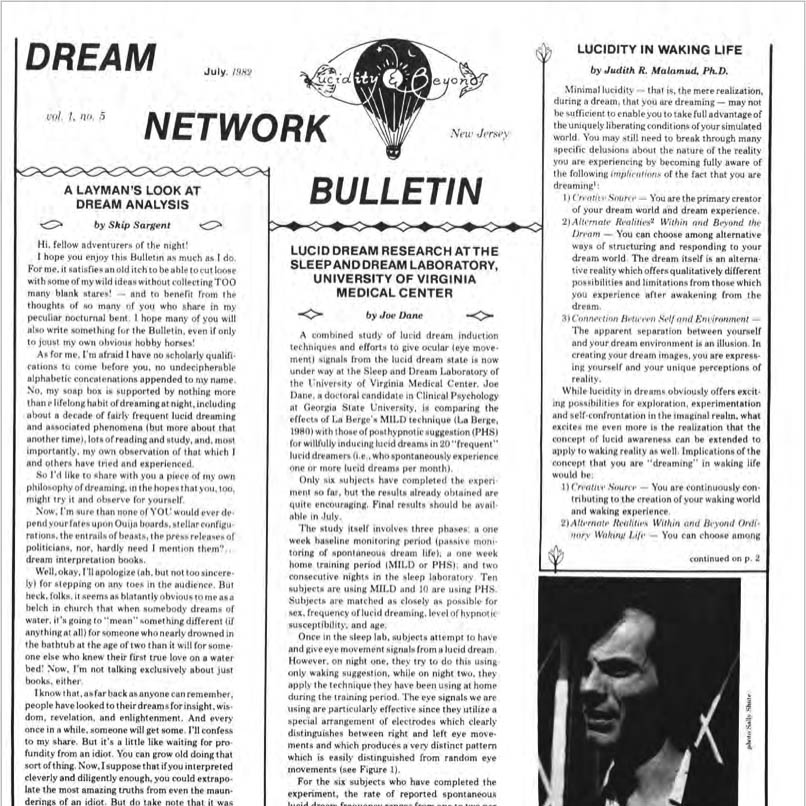 DREAM
July, 1982
Lucidity & Beyond
vol. 1, no. 5
NETWORK
New Jersey
BULLETIN
A LAYMAN'S LOOK AT
DREAM ANALYSIS
by Skip Sargent
Hi, fellow adventurers of the night!
I hope you enjoy this Bulletin as much as I do.
For me, it satisfies an old itch to be able to cut loose
with some of my wild ideas without collecting TOO
many blank stares! — and to benefit from the
thoughts of so many of you who share in my
peculiar nocturnal bent. I hope many of you will
also write something for the Bulletin, even if only
to joust my own obvious hobby horses!
As for me, I'm afraid I have no scholarly qualifi-
cations to come before you, no undecipherable
alphabetic concatenations appended to my name.
No, my soap box is supported by nothing more
than a lifelong habit of dreaming at night, including
about a decade of fairly frequent lucid dreaming
and associated phenomena (but more about that
another time), lots of reading and study, and, most
importantly, my own observation of that which I
and others have tried and experienced.
So I'd like to share with you a piece of my own
philosophy of dreaming, in the hopes that you, too,
might try it and observe for yourself.
Now, I'm sure than none of YOU would ever de-
pend your fates upon Ouija boards, stellar configu-
rations, the entrails of beasts, the press releases of
politicians, nor, hardly need I mention them?...
dream interpretation books.
Well, okay, I'll apologize (ah, but not too sincere-
ly) for stepping on any toes in the audience. But
heck, folks, it seems as blatantly obvious to me as a
belch in church that when somebody dreams of
water, it's going to "mean" something different (if
anything at all) for someone who nearly drowned in
the bathtub at the age of two than it will for some-
one else who knew their first true love on a water
bed! Now, I'm not talking exclusively about just
books, either.
I know that, as far back as anyone can remember,
people have looked to their dreams for insight, wis-
dom, revelation, and enlightenment. And every
once in a while, someone will get some. I'll confess
to my share. But it's a little like waiting for pro-
fundity from an idiot. You can grow old doing that
sort of thing. Now, I suppose that if you interpreted
cleverly and diligently enough, you could extrapo-
late the most amazing truths from even the maun-
derings of an idiot. But do take note that it was
LUCID DREAM RESEARCH AT THE
SLEEP AND DREAM LABORATORY,
UNIVERSITY OF VIRGINIA
MEDICAL CENTER
by Joe Dane
A combined study of lucid dream induction
techniques and efforts to give ocular (eye move-
ment) signals from the lucid dream state is now
under way at the Sleep and Dream Laboratory of
the University of Virginia Medical Center. Joe
Dane, a doctoral candidate in Clinical Psychology
at Georgia State University, is comparing the
effects of La Berge's MILD technique (La Berge,
1980) with those of posthypnotic suggestion (PHS)
for willfully inducing lucid dreams in 20 "frequent"
lucid dreamers (i.e., who spontaneously experience
one or more lucid dreams per month).
Only six subjects have completed the experi-
ment so far, but the results already obtained are
quite encouraging. Final results should be avail-
able in July.
The study itself involves three phases; a one
week baseline monitoring period (passive moni-
toring of spontaneous dream life); a one week
home training period (MILD or PHS); and two
consecutive nights in the sleep laboratory. Ten
subjects are using MILD and 10 are using PHS.
Subjects are matched as closely as possible for
sex, frequency of lucid dreaming, level of hypnotic
susceptibility, and age.
Once in the sleep lab, subjects attempt to have
and give eye movement signals from a lucid dream.
However, on night one, they try to do this using
only waking suggestion, while on night two, they
apply the technique they have been using at home
during the training period. The eye signals we are
using are particularly effective since they utilize a
special arrangement of electrodes which clearly
distinguishes between right and left eye move-
ments and which produces a very distinct pattern
which is easily distinguished from random eye
movements (see Figure 1).
For the six subjects who have completed the
experiment, the rate of reported spontaneous
lucid dream frequency ranges from one to two per
LUCIDITY IN WAKING LIFE
by Judith R. Malamud, Ph.D.
Minimal lucidity — that is, the mere realization,
during a dream, that you are dreaming — may not
be sufficient to enable you to take full advantage of
the uniquely liberating conditions of your simulated
world. You may still need to break through many
specific delusions about the nature of the reality
you are experiencing by becoming fully aware of
the following implications of the fact that you are
dreaming¹:
1) Creative Source — You are the primary creator
of your dream world and dream experience.
2) Alternate Realities² Within and Beyond the
Dream — You can choose among alternative
ways of structuring and responding to your
dream world. The dream itself is an alterna-
tive reality which offers qualitatively different
possibilities and limitations from those which
you experience after awakening from the
dream.
3) Connection Between Self and Environment —
The apparent separation between yourself
and your dream environment is an illusion. In
creating your dream images, you are express-
ing yourself and your unique perceptions of
reality.
While lucidity in dreams obviously offers excit-
ing possibilities for exploration, experimentation
and self-confrontation in the imaginal realm, what
excites me even more is the realization that the
concept of lucid awareness can be extended to
apply to waking reality as well. Implications of the
concept that you are "dreaming" in waking life
would be:
1) Creative Source — You are continuously con-
tributing to the creation of your waking world
and waking experience.
2) Alternate Realities Within and Beyond Ordi-
nary Waking Life — You can choose among
continued on p. 2
photo Sally Shute